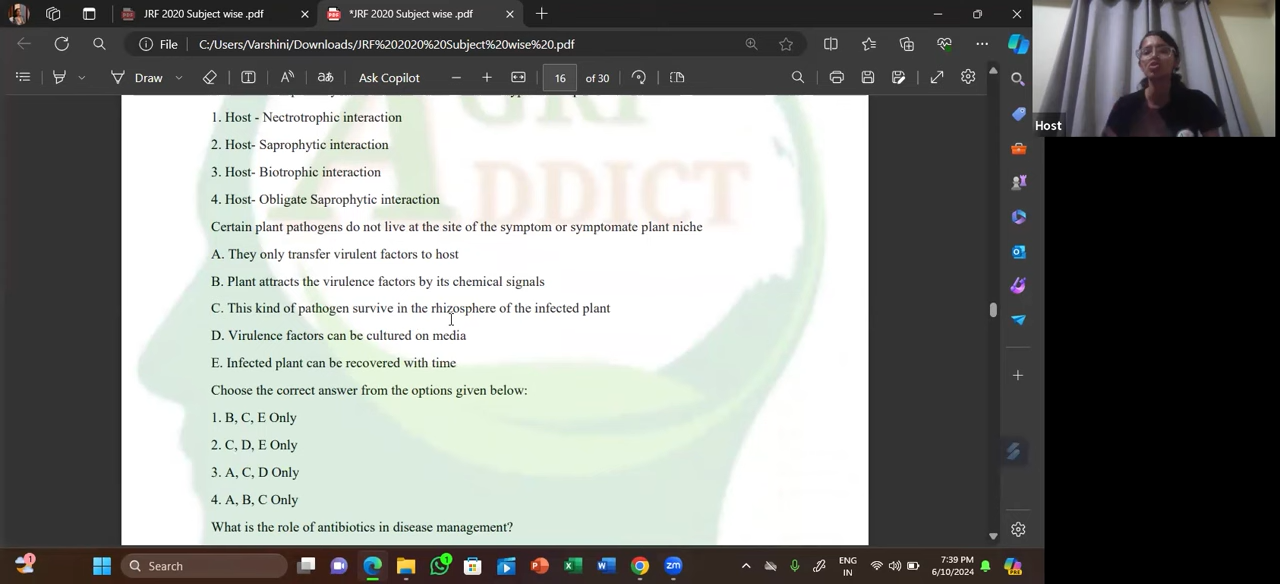 JRF 2020 Subject wise .pdf
*JRF 2020 Subject wise .pdf
File
C:/Users/Varshini/Downloads/JRF%202020%20Subject%20wise%20.pdf
Draw
Ask Copilot
16 of 30
Host
AGRI
ADDICT
1. Host - Nectrotrophic interaction
2. Host- Saprophytic interaction
3. Host- Biotrophic interaction
4. Host- Obligate Saprophytic interaction
Certain plant pathogens do not live at the site of the symptom or symptomate plant niche
A. They only transfer virulent factors to host
B. Plant attracts the virulence factors by its chemical signals
C. This kind of pathogen survive in the rhizosphere of the infected plant
D. Virulence factors can be cultured on media
E. Infected plant can be recovered with time
Choose the correct answer from the options given below:
1. B, C, E Only
2. C, D, E Only
3. A, C, D Only
4. A, B, C Only
What is the role of antibiotics in disease management?
Search
ENG
IN
7:39 PM
6/10/2024